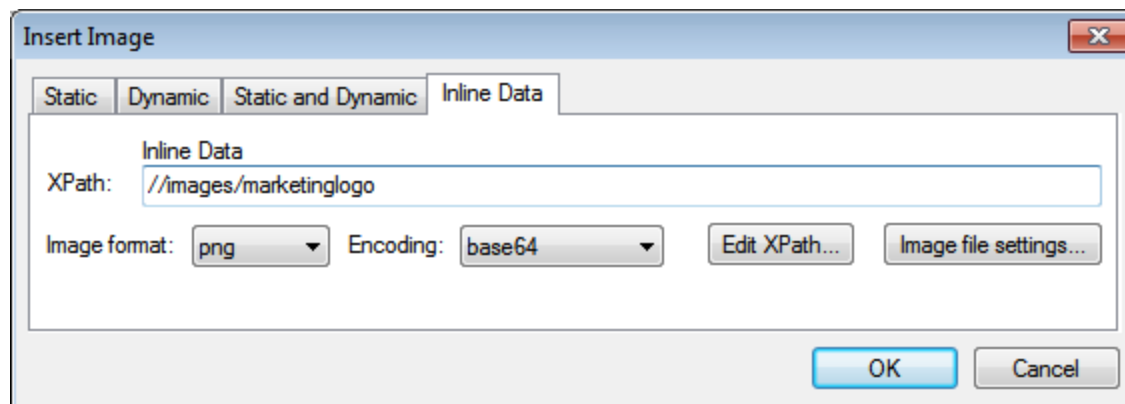 Insert Image
Static Dynamic Static and Dynamic Inline Data
Inline Data
XPath: //images/marketinglogo
Image format: png Encoding: base64 Edit XPath... Image file settings...
OK Cancel